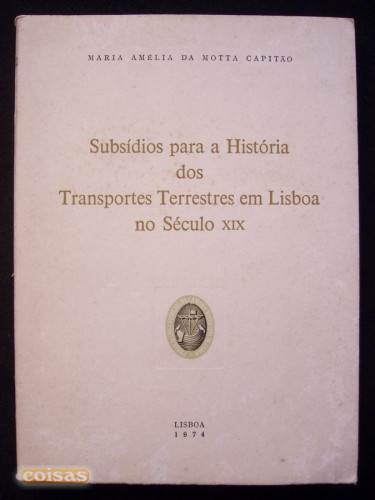 MARIA AMÉLIA DA MOTTA CAPITÃO
Subsídios para a História
dos
Transportes Terrestres em Lisboa
no Século XIX
LISBOA
1974
coisas